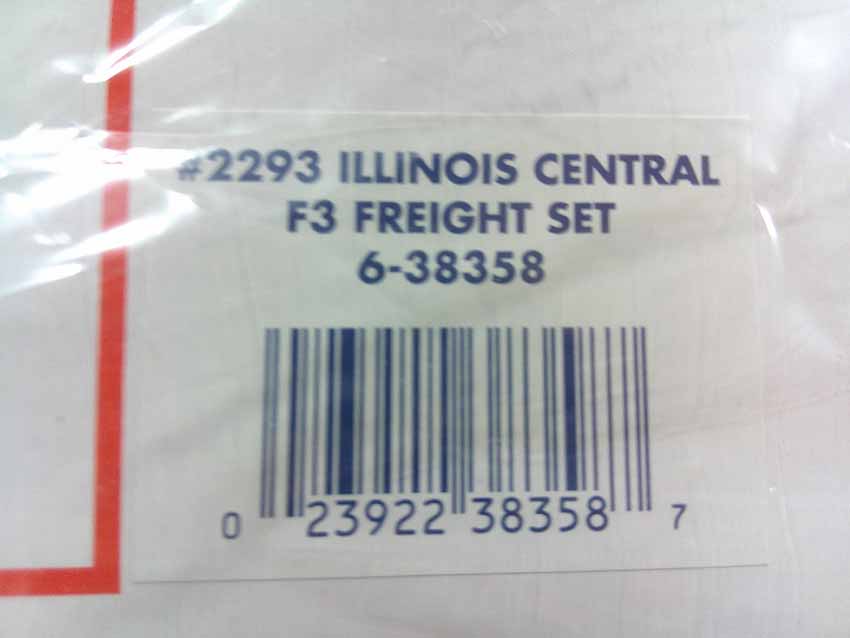 #2293 ILLINOIS CENTRAL
F3 FREIGHT SET
6-38358
0 23922 38358 7